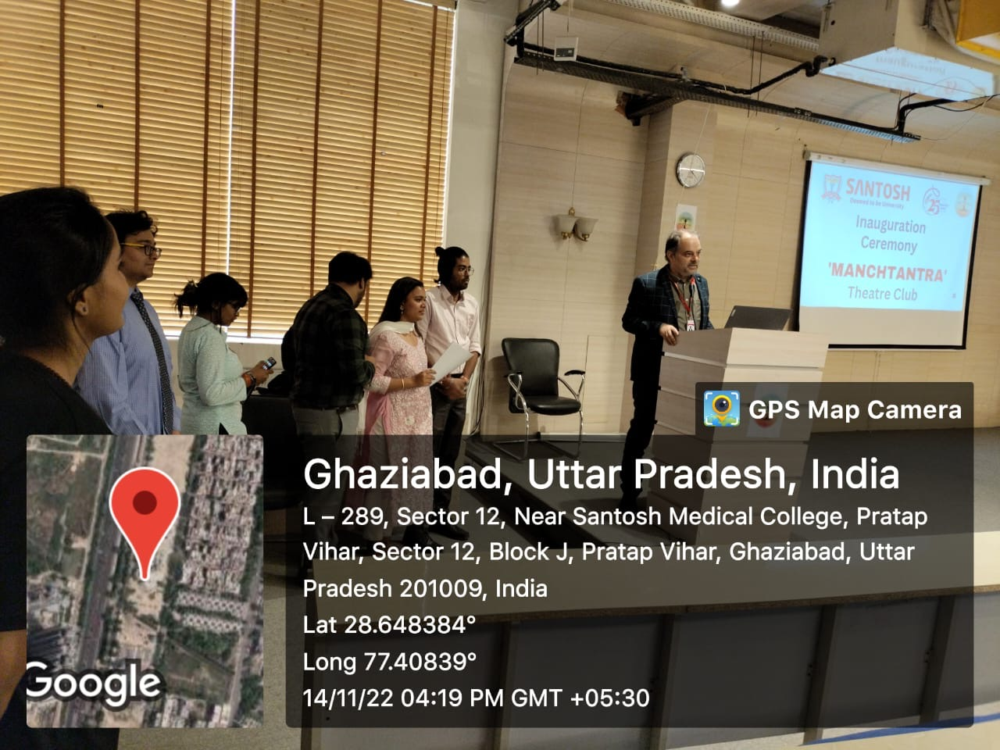 SANTOSH
Deemed to be University
25
Inauguration
Ceremony
'MANCHTANTRA'
Theatre Club
GPS Map Camera
Ghaziabad, Uttar Pradesh, India
L – 289, Sector 12, Near Santosh Medical College, Pratap
Vihar, Sector 12, Block J, Pratap Vihar, Ghaziabad, Uttar
Pradesh 201009, India
Lat 28.648384°
Long 77.40839°
14/11/22 04:19 PM GMT +05:30
Google